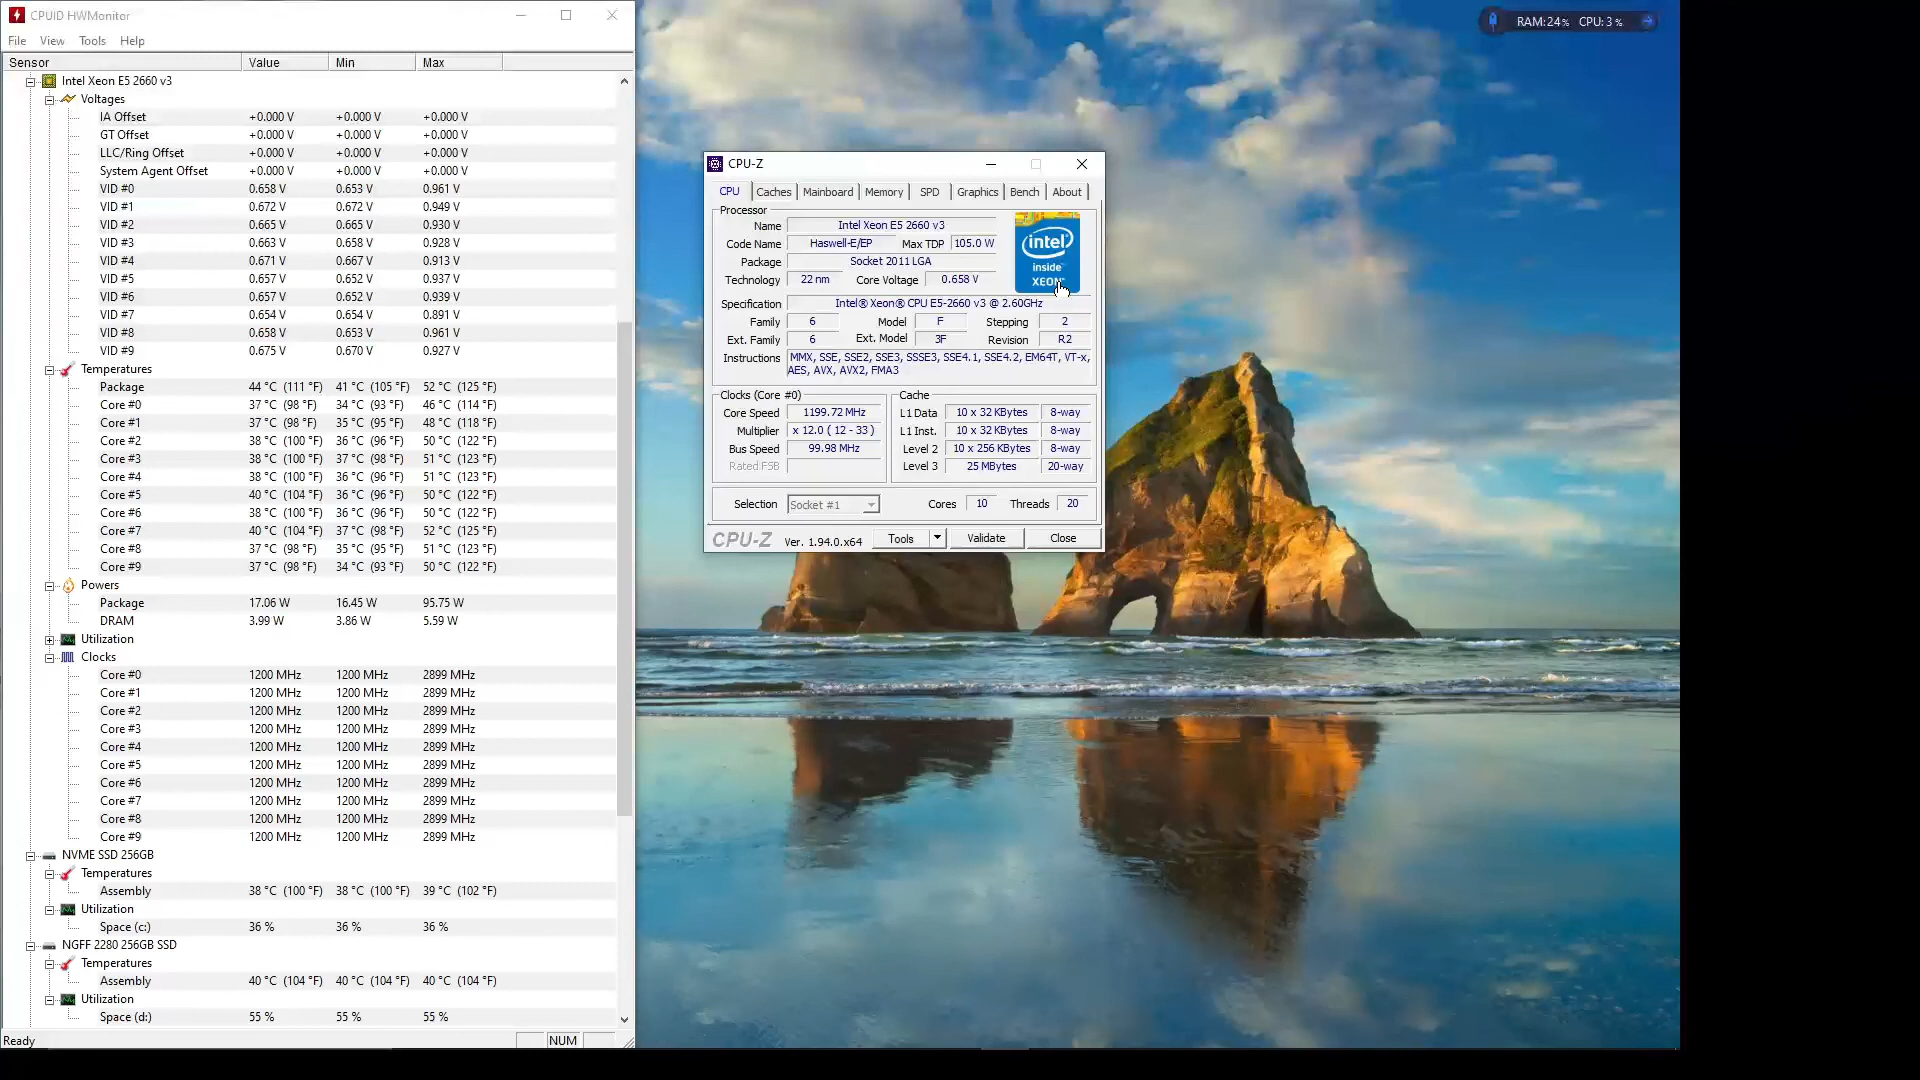 CPUID HWMonitor
File View Tools Help
Sensor Value Min Max
Intel Xeon E5 2660 v3
Voltages
IA Offset +0.000 V +0.000 V +0.000 V
GT Offset +0.000 V +0.000 V +0.000 V
LLC/Ring Offset +0.000 V +0.000 V +0.000 V
System Agent Offset +0.000 V +0.000 V +0.000 V
VID #0 0.658 V 0.653 V 0.961 V
VID #1 0.672 V 0.672 V 0.949 V
VID #2 0.665 V 0.665 V 0.930 V
VID #3 0.663 V 0.658 V 0.928 V
VID #4 0.671 V 0.667 V 0.913 V
VID #5 0.657 V 0.652 V 0.937 V
VID #6 0.657 V 0.652 V 0.939 V
VID #7 0.654 V 0.654 V 0.891 V
VID #8 0.658 V 0.653 V 0.961 V
VID #9 0.675 V 0.670 V 0.927 V
Temperatures
Package 44 °C (111 °F) 41 °C (105 °F) 52 °C (125 °F)
Core #0 37 °C (98 °F) 34 °C (93 °F) 46 °C (114 °F)
Core #1 37 °C (98 °F) 35 °C (95 °F) 48 °C (118 °F)
Core #2 38 °C (100 °F) 36 °C (96 °F) 50 °C (122 °F)
Core #3 38 °C (100 °F) 37 °C (98 °F) 51 °C (123 °F)
Core #4 38 °C (100 °F) 36 °C (96 °F) 51 °C (123 °F)
Core #5 40 °C (104 °F) 36 °C (96 °F) 50 °C (122 °F)
Core #6 38 °C (100 °F) 36 °C (96 °F) 50 °C (122 °F)
Core #7 40 °C (104 °F) 37 °C (98 °F) 52 °C (125 °F)
Core #8 37 °C (98 °F) 35 °C (95 °F) 51 °C (123 °F)
Core #9 37 °C (98 °F) 34 °C (93 °F) 50 °C (122 °F)
Powers
Package 17.06 W 16.45 W 95.75 W
DRAM 3.99 W 3.86 W 5.59 W
Utilization
Clocks
Core #0 1200 MHz 1200 MHz 2899 MHz
Core #1 1200 MHz 1200 MHz 2899 MHz
Core #2 1200 MHz 1200 MHz 2899 MHz
Core #3 1200 MHz 1200 MHz 2899 MHz
Core #4 1200 MHz 1200 MHz 2899 MHz
Core #5 1200 MHz 1200 MHz 2899 MHz
Core #6 1200 MHz 1200 MHz 2899 MHz
Core #7 1200 MHz 1200 MHz 2899 MHz
Core #8 1200 MHz 1200 MHz 2899 MHz
Core #9 1200 MHz 1200 MHz 2899 MHz
NVME SSD 256GB
Temperatures
Assembly 38 °C (100 °F) 38 °C (100 °F) 39 °C (102 °F)
Utilization
Space (c:) 36 % 36 % 36 %
NGFF 2280 256GB SSD
Temperatures
Assembly 40 °C (104 °F) 40 °C (104 °F) 40 °C (104 °F)
Utilization
Space (d:) 55 % 55 % 55 %
Ready NUM
CPU-Z
CPU Caches Mainboard Memory SPD Graphics Bench About
Processor
Name Intel Xeon E5 2660 v3
Code Name Haswell-E/EP Max TDP 105.0 W
Package Socket 2011 LGA
Technology 22 nm Core Voltage 0.658 V
intel
inside
XEON
Specification Intel® Xeon® CPU E5-2660 v3 @ 2.60GHz
Family 6 Model F Stepping 2
Ext. Family 6 Ext. Model 3F Revision R2
Instructions MMX, SSE, SSE2, SSE3, SSSE3, SSE4.1, SSE4.2, EM64T, VT-x,
AES, AVX, AVX2, FMA3
Clocks (Core #0)
Core Speed 1199.72 MHz
Multiplier x 12.0 ( 12 - 33 )
Bus Speed 99.98 MHz
Rated FSB
Cache
L1 Data 10 x 32 KBytes 8-way
L1 Inst. 10 x 32 KBytes 8-way
Level 2 10 x 256 KBytes 8-way
Level 3 25 MBytes 20-way
Selection Socket #1 Cores 10 Threads 20
CPU-Z Ver. 1.94.0.x64 Tools Validate Close
RAM:24% CPU:3 %